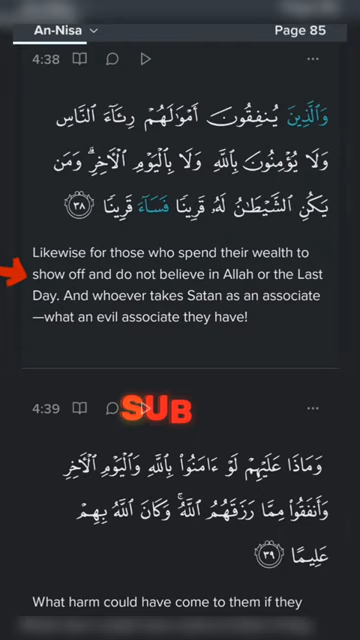 An-Nisa
Page 85
4:38
وَٱلَّذِينَ يُنفِقُونَ أَمْوَٰلَهُمْ رِئَآءَ ٱلنَّاسِ
وَلَا يُؤْمِنُونَ بِٱللَّهِ وَلَا بِٱلْيَوْمِ ٱلْـَٔاخِرِ ۗ وَمَن
يَكُنِ ٱلشَّيْطَـٰنُ لَهُۥ قَرِينًا فَسَآءَ قَرِينًا ٣٨
Likewise for those who spend their wealth to
show off and do not believe in Allah or the Last
Day. And whoever takes Satan as an associate
—what an evil associate they have!
4:39
SUB
وَمَاذَا عَلَيْهِمْ لَوْ ءَامَنُوا۟ بِٱللَّهِ وَٱلْيَوْمِ ٱلْـَٔاخِرِ
وَأَنفَقُوا۟ مِمَّا رَزَقَهُمُ ٱللَّهُ ۚ وَكَانَ ٱللَّهُ بِهِمْ
عَلِيمًا ٣٩
What harm could have come to them if they